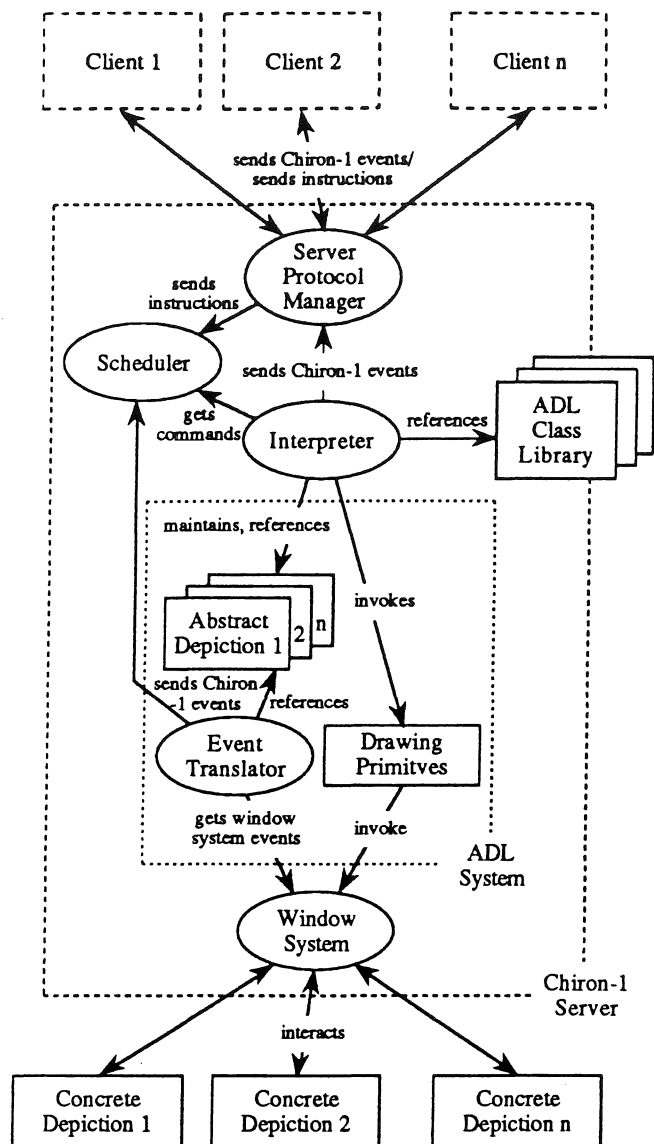 Client 1
Client 2
Client n
sends Chiron-1 events/
sends instructions
Server
Protocol
Manager
sends
instructions
Scheduler
sends Chiron-1 events
gets
commands
Interpreter
references
ADL
Class
Library
maintains, references
invokes
Abstract
Depiction 1
2
n
sends Chiron
-1 events
references
Event
Translator
Drawing
Primitves
gets window
system events
invoke
ADL
System
Window
System
Chiron-1
Server
interacts
Concrete
Depiction 1
Concrete
Depiction 2
Concrete
Depiction n